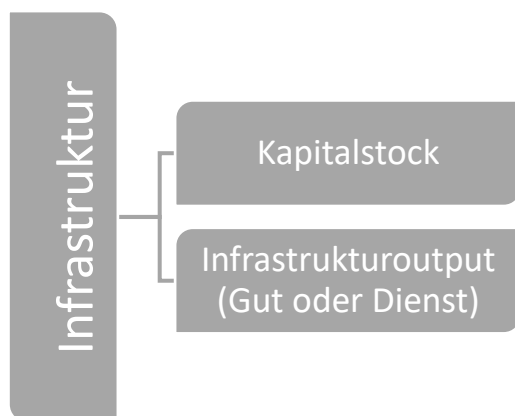 Infrastruktur
Kapitalstock
Infrastrukturoutput
(Gut oder Dienst)